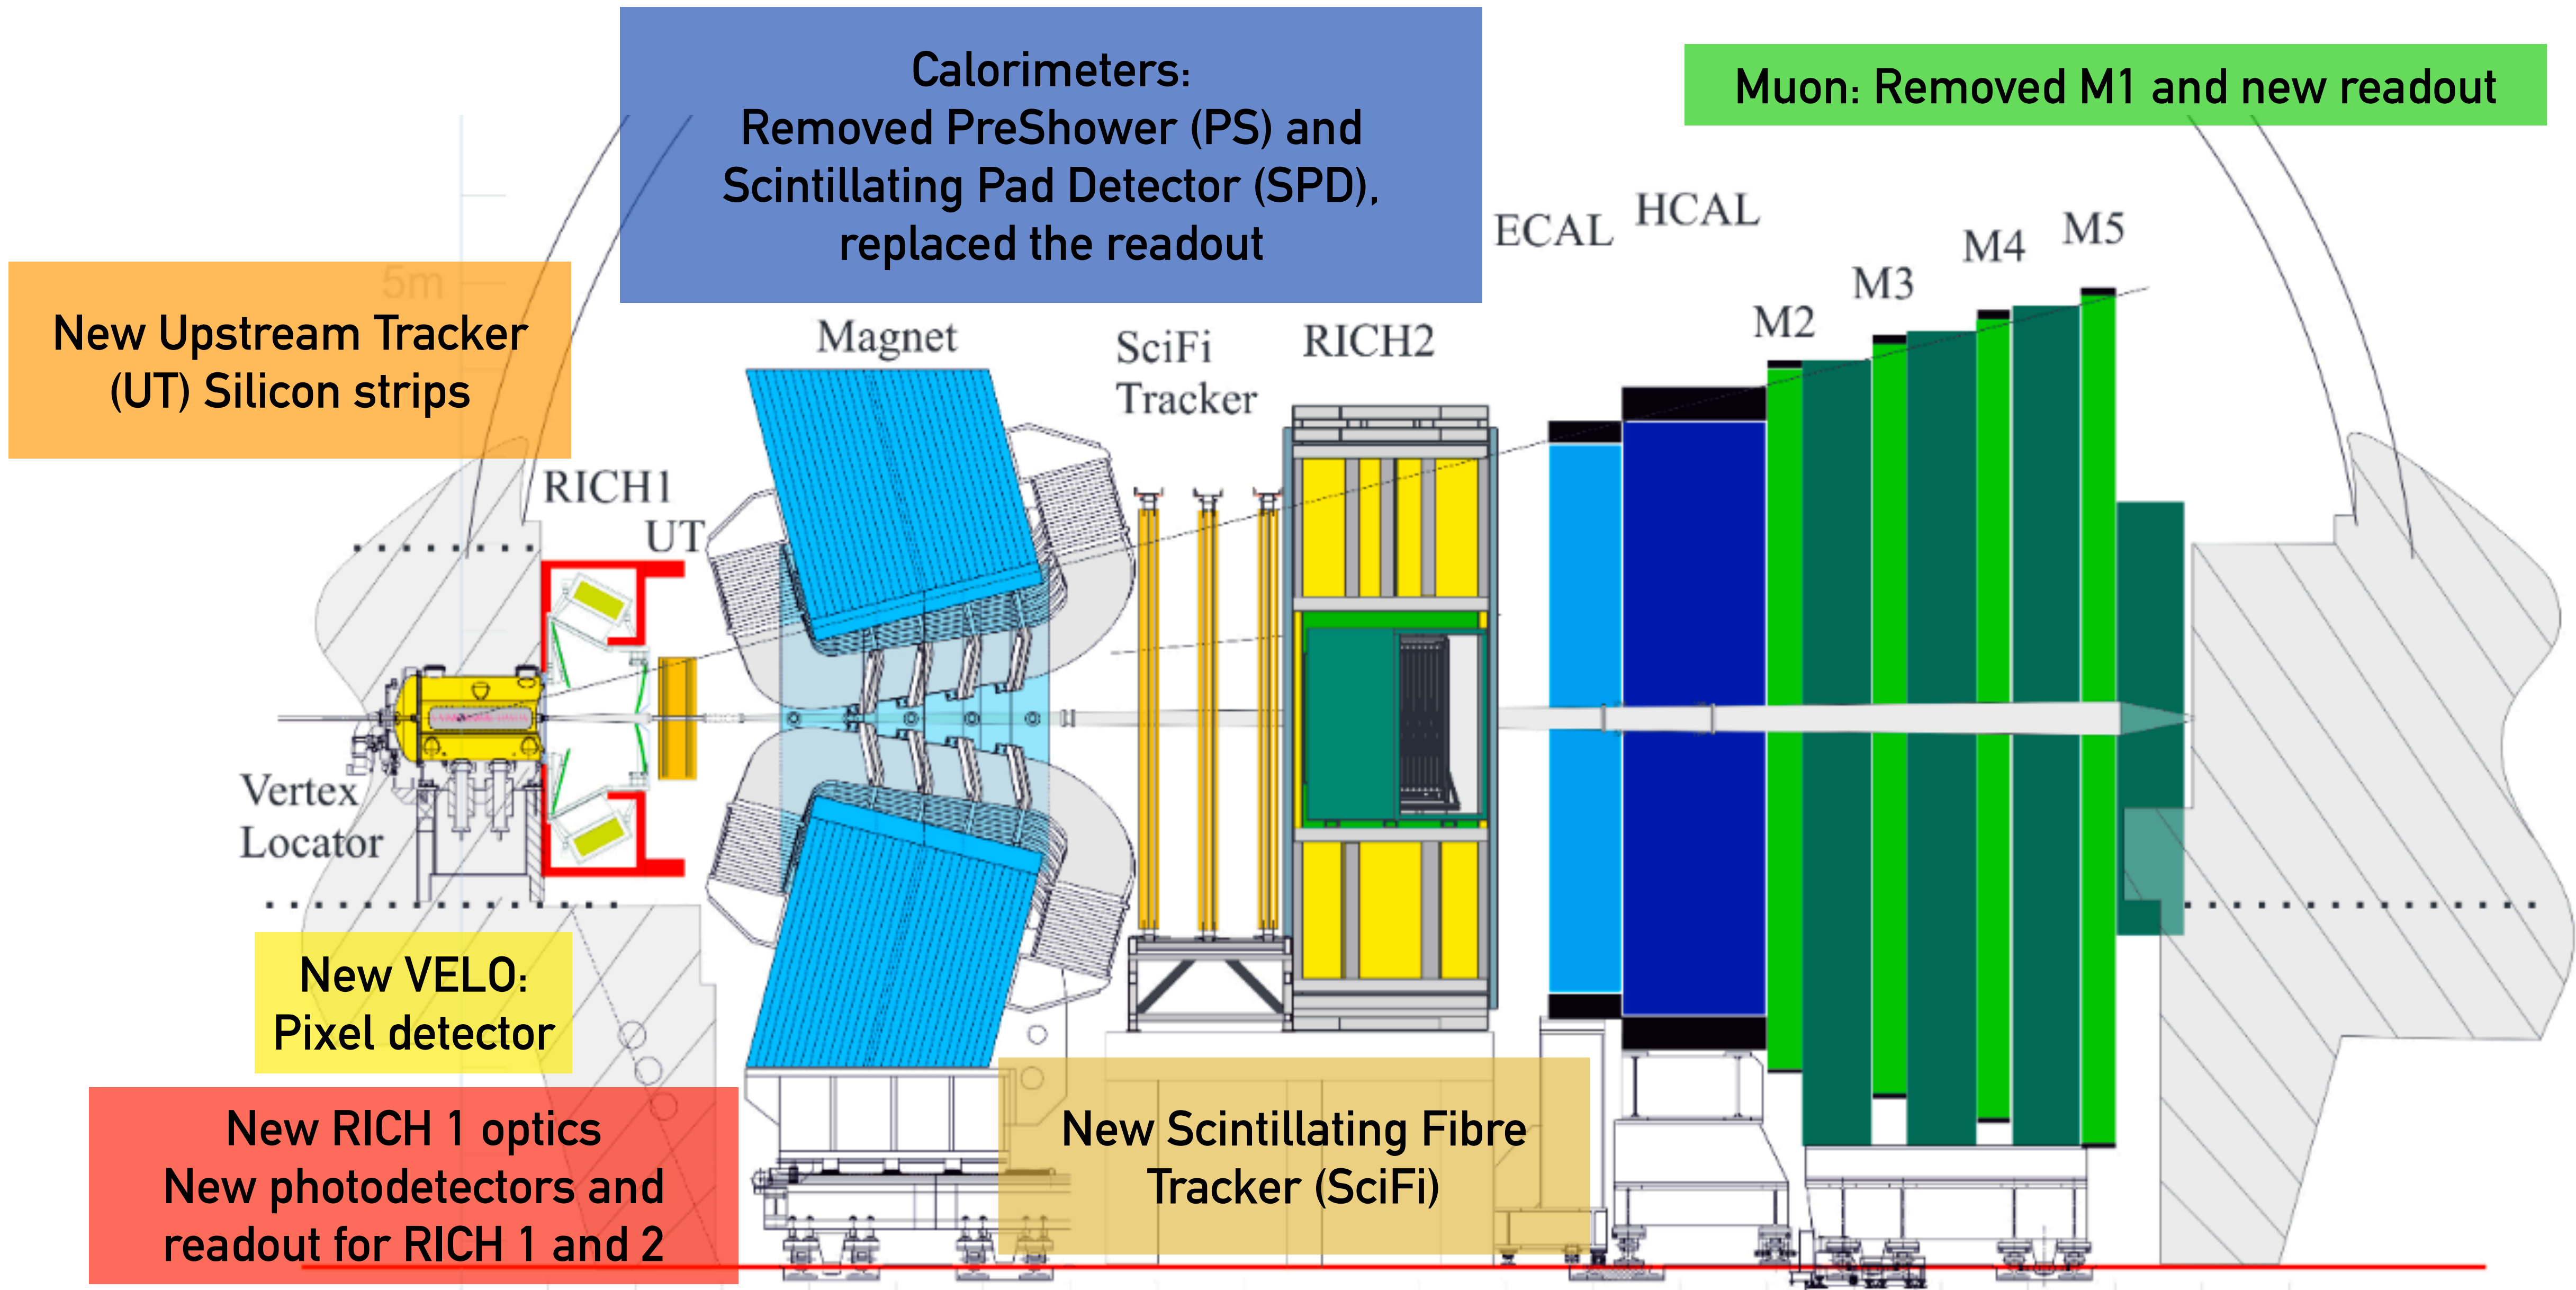 Calorimeters:
Removed PreShower (PS) and
Scintillating Pad Detector (SPD),
replaced the readout
Muon: Removed M1 and new readout
5m
New Upstream Tracker
(UT) Silicon strips
ECAL
HCAL
M2
M3
M4
M5
Magnet
SciFi
Tracker
RICH2
RICH1
UT
Vertex
Locator
New VELO:
Pixel detector
New RICH 1 optics
New photodetectors and
readout for RICH 1 and 2
New Scintillating Fibre
Tracker (SciFi)